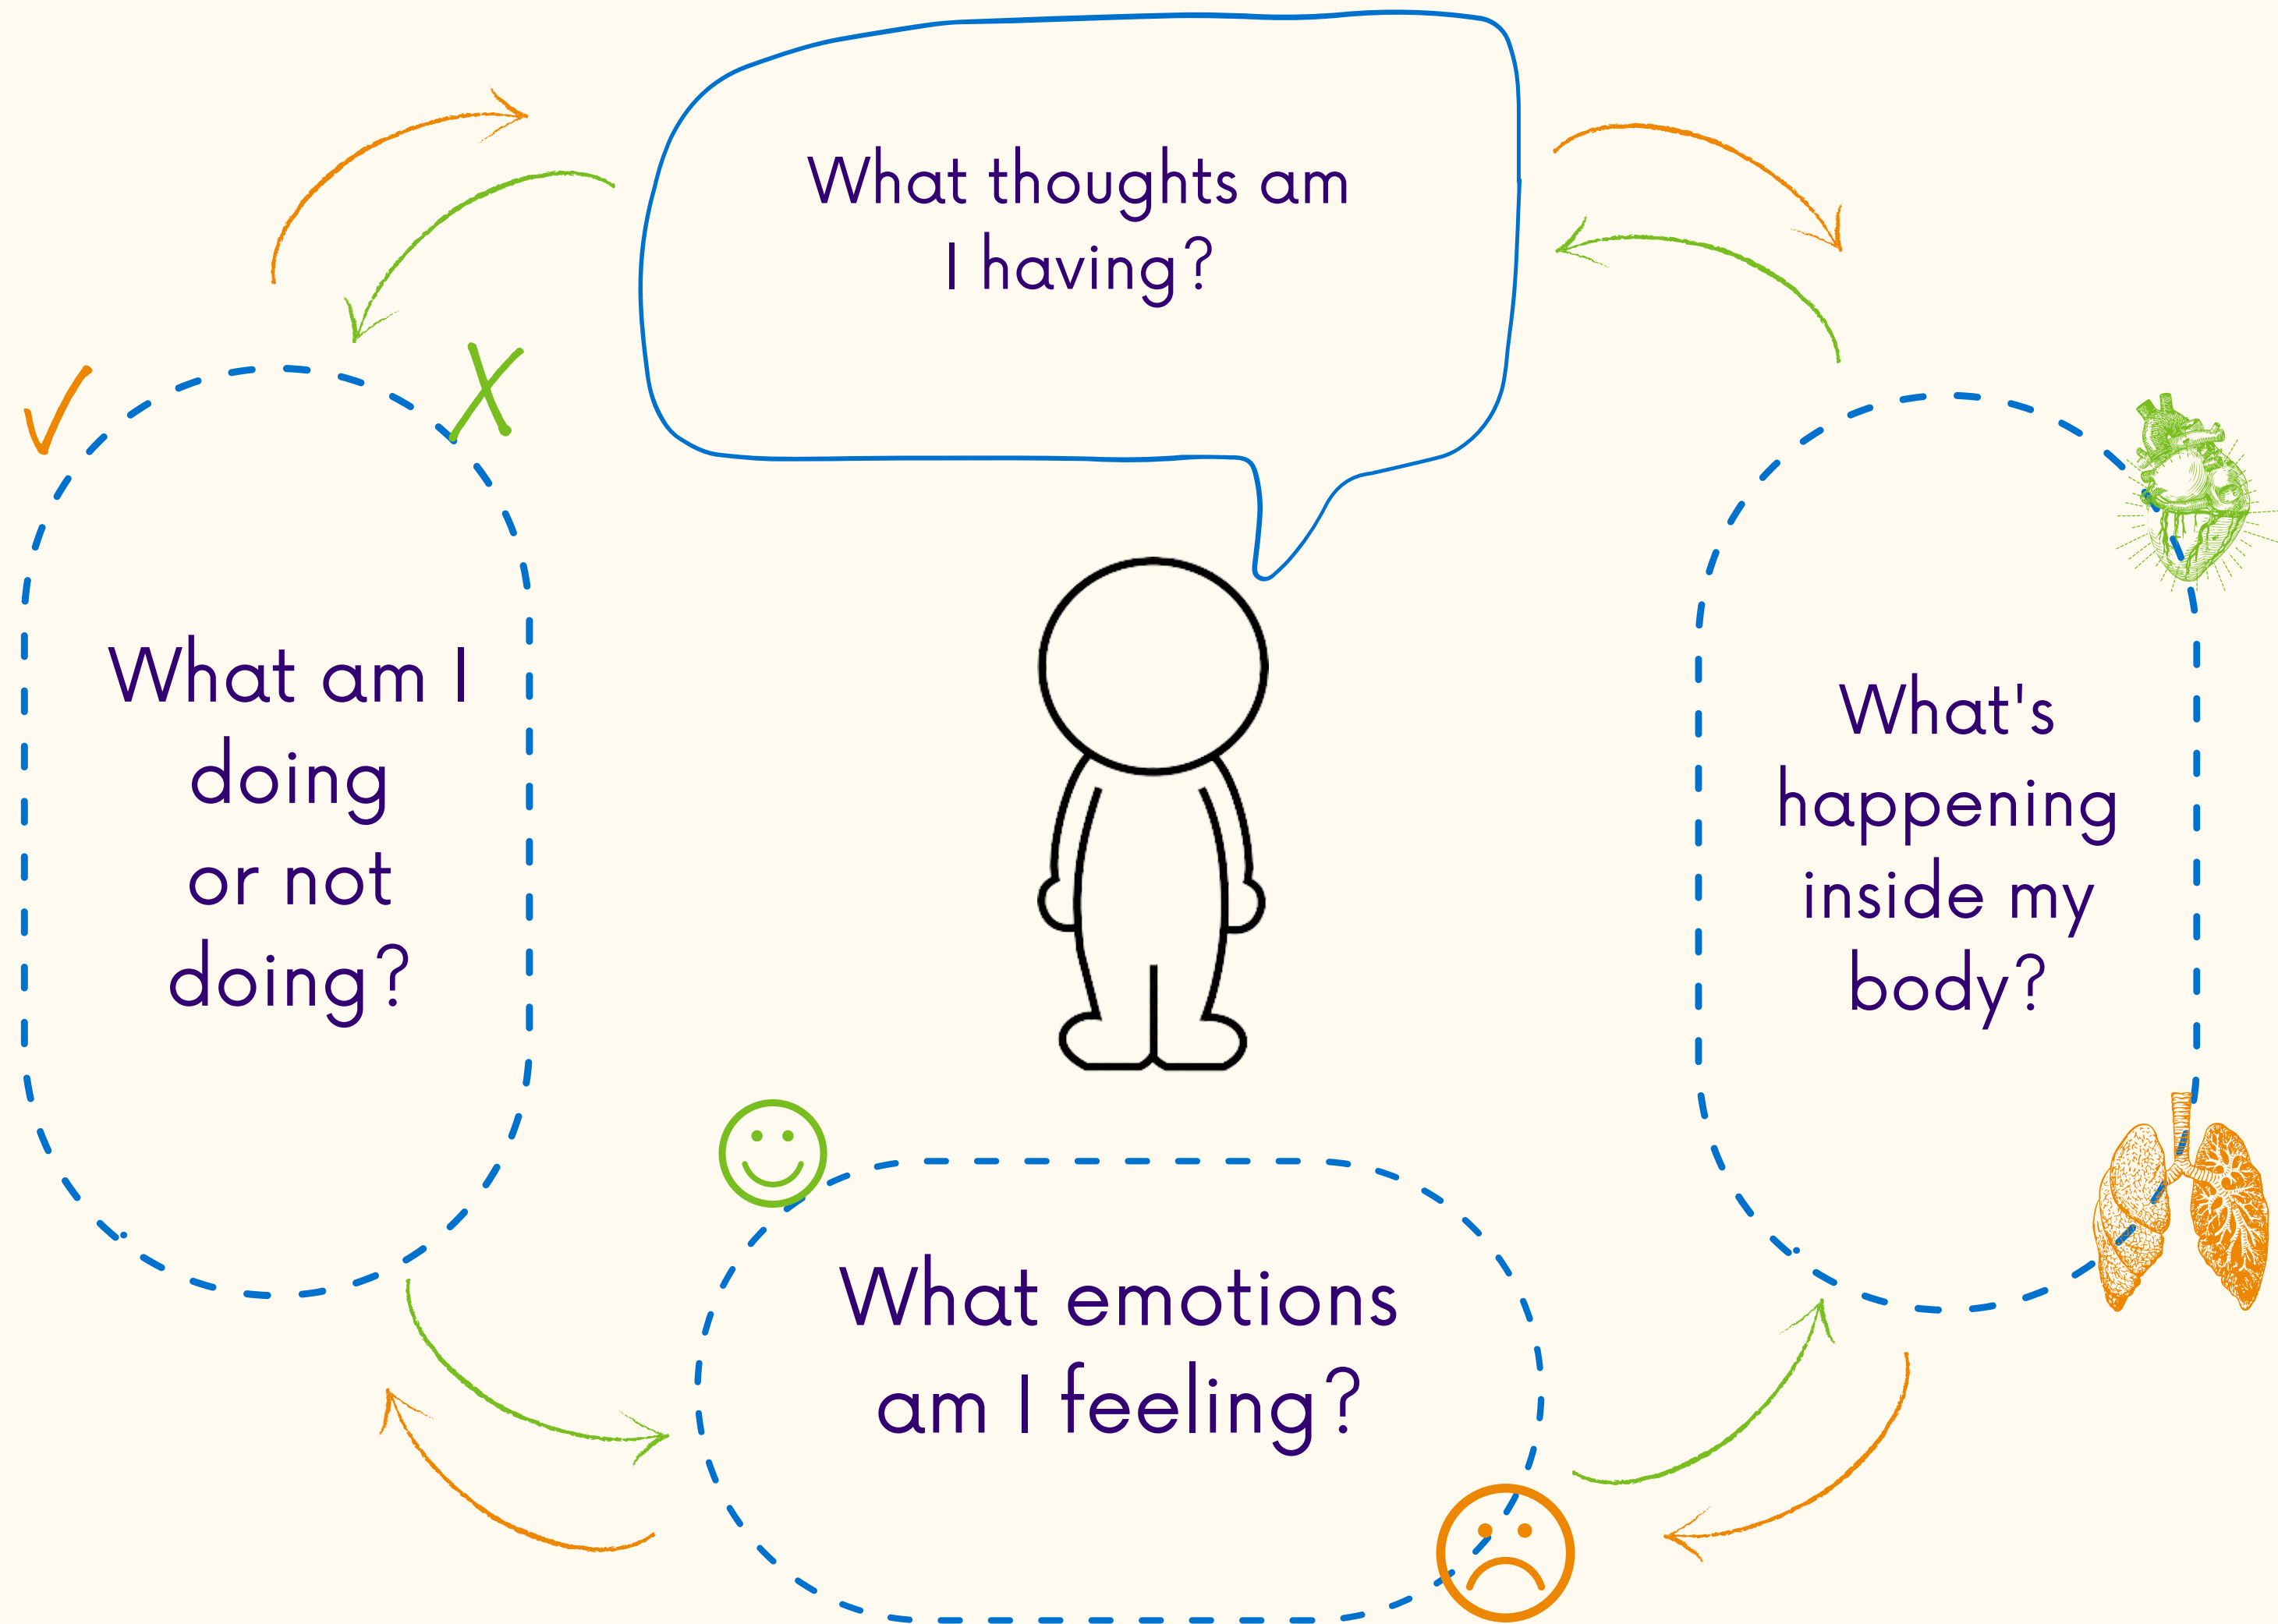 What thoughts am
I having?
What am I
doing
or not
doing?
What's
happening
inside my
body?
What emotions
am I feeling?